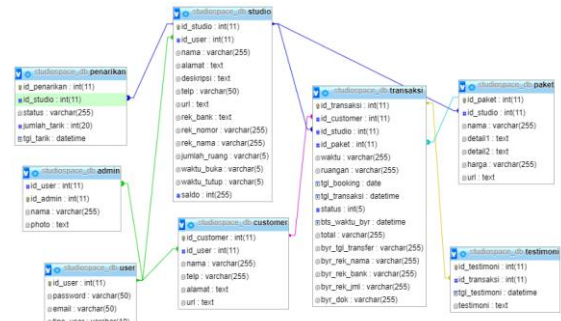 studiospace_db studio
id_studio : int(11)
id_user : int(11)
nama : varchar(255)
alamat : text
deskripsi : text
telp : varchar(50)
url : text
rek_bank : text
rek_nomor : varchar(255)
rek_nama : varchar(255)
jumlah_ruang : varchar(5)
waktu_buka : varchar(5)
waktu_tutup : varchar(5)
saldo : int(255)
studiospace_db penarikan
id_penarikan : int(11)
id_studio : int(11)
status : varchar(255)
jumlah_tarik : int(20)
tgl_tarik : datetime
studiospace_db transaksi
id_transaksi : int(11)
id_customer : int(11)
id_studio : int(11)
id_paket : int(11)
waktu : varchar(255)
ruangan : varchar(255)
tgl_booking : date
tgl_transaksi : datetime
status : int(5)
bts_waktu_byr : datetime
total : varchar(255)
byr_tgl_transfer : varchar(255)
byr_rek_nama : varchar(255)
byr_rek_bank : varchar(255)
byr_rek_jml : varchar(255)
byr_dok : varchar(255)
studiospace_db paket
id_paket : int(11)
id_studio : int(11)
nama : varchar(255)
detail1 : text
detail2 : text
harga : varchar(255)
url : text
studiospace_db admin
id_user : int(11)
id_admin : int(11)
nama : varchar(255)
photo : text
studiospace_db customer
id_customer : int(11)
id_user : int(11)
nama : varchar(255)
telp : varchar(255)
alamat : text
url : text
studiospace_db user
id_user : int(11)
password : varchar(50)
email : varchar(50)
studiospace_db testimoni
id_testimoni : int(11)
id_transaksi : int(11)
tgl_testimoni : datetime
testimoni : text